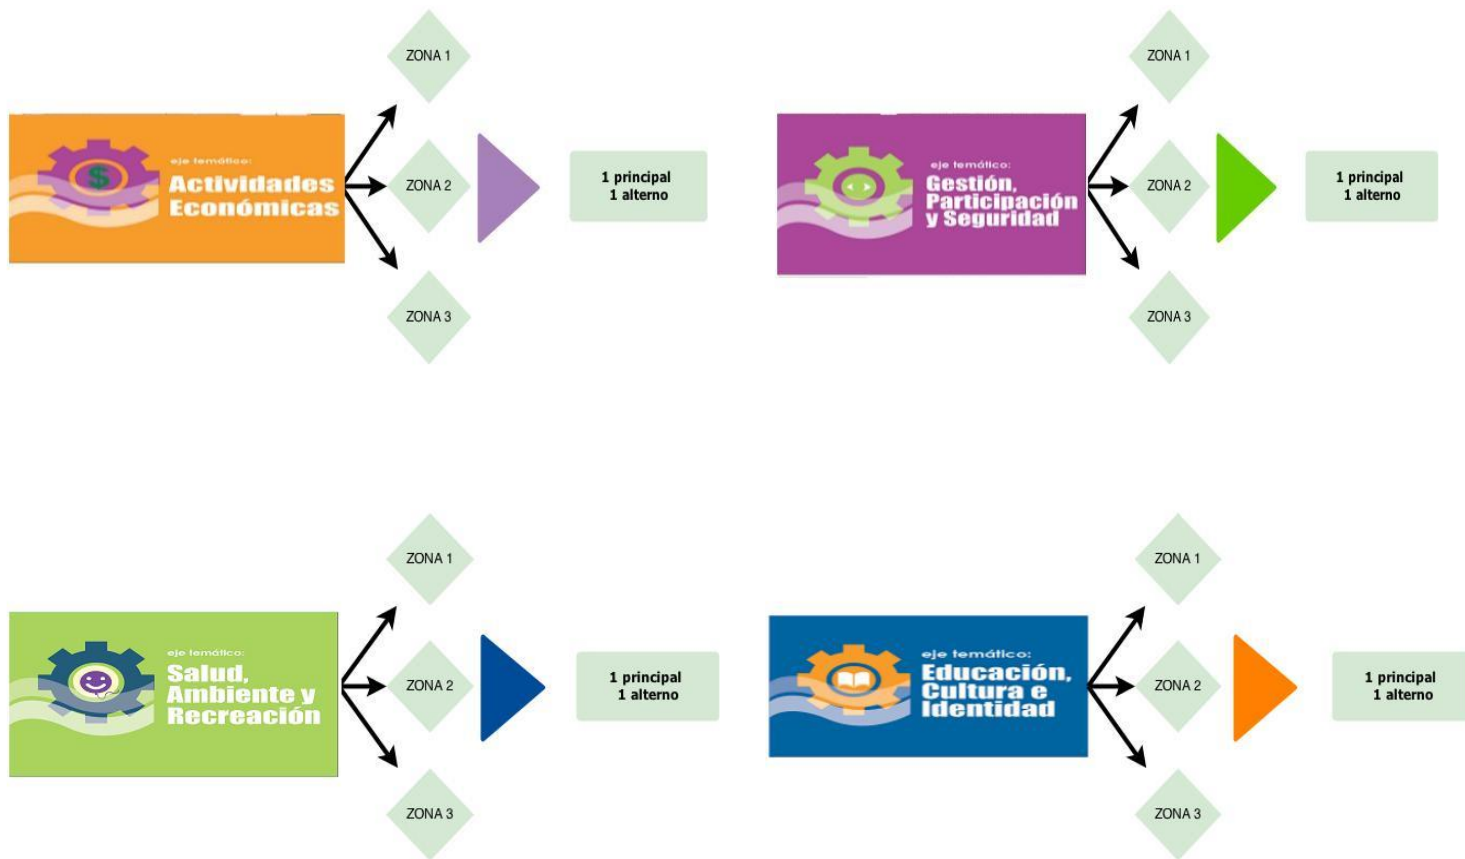 ZONA 1
eje temático:
Actividades
Económicas
$
ZONA 2
1 principal
1 alterno
ZONA 3
ZONA 1
eje temático:
Gestión,
Participación
y Seguridad
ZONA 2
1 principal
1 alterno
ZONA 3
ZONA 1
eje temático:
Salud,
Ambiente y
Recreación
ZONA 2
1 principal
1 alterno
ZONA 3
ZONA 1
eje temático:
Educación,
Cultura e
Identidad
ZONA 2
1 principal
1 alterno
ZONA 3